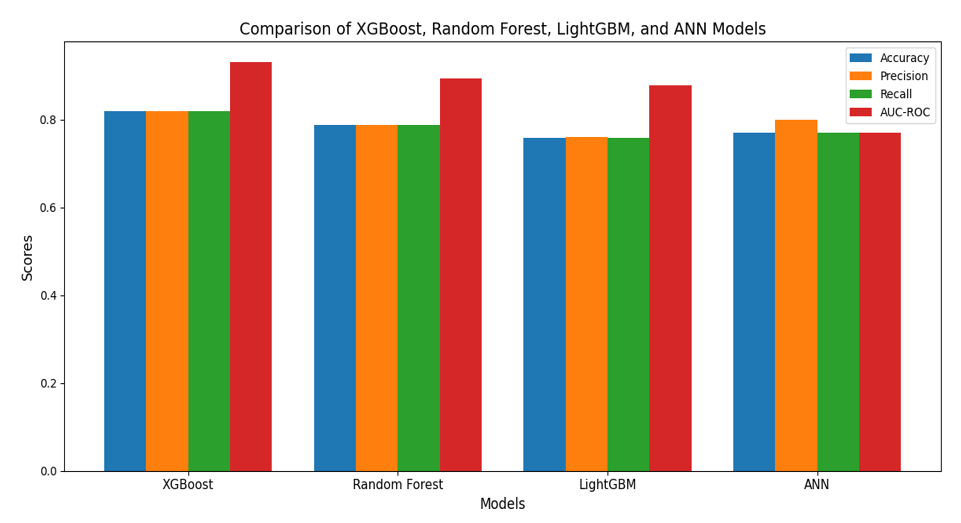 Comparison of XGBoost, Random Forest, LightGBM, and ANN Models
Accuracy
Precision
Recall
AUC-ROC
Scores
0.8
0.6
0.4
0.2
0.0
XGBoost Random Forest LightGBM ANN
Models